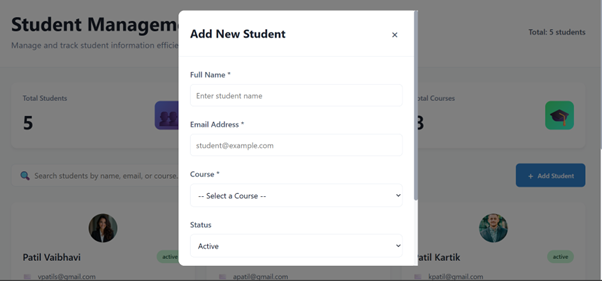 Student Managem
Manage and track student information efficie
Total: 5 students
Add New Student
×
Full Name *
Enter student name
Email Address *
student@example.com
Course *
-- Select a Course --
Status
Active
Total Students
5
otal Courses
3
Search students by name, email, or course.
+ Add Student
Patil Vaibhavi
active
vpatils@gmail.com
active
apatil@gmail.com
atil Kartik
active
kpatil@gmail.com